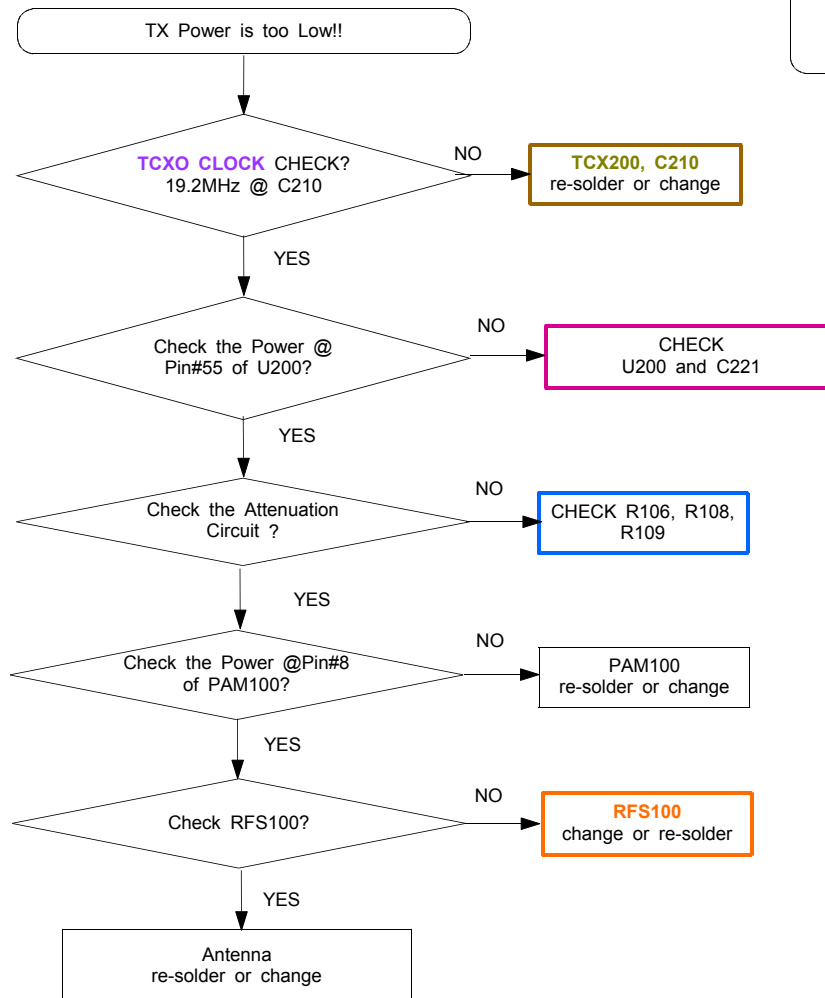 TX Power is too Low!!
TCXO CLOCK CHECK?
19.2MHz @ C210
NO
TCX200, C210
re-solder or change
YES
Check the Power @
Pin#55 of U200?
NO
CHECK
U200 and C221
YES
Check the Attenuation
Circuit ?
NO
CHECK R106, R108,
R109
YES
Check the Power @Pin#8
of PAM100?
NO
PAM100
re-solder or change
YES
Check RFS100?
NO
RFS100
change or re-solder
YES
Antenna
re-solder or change